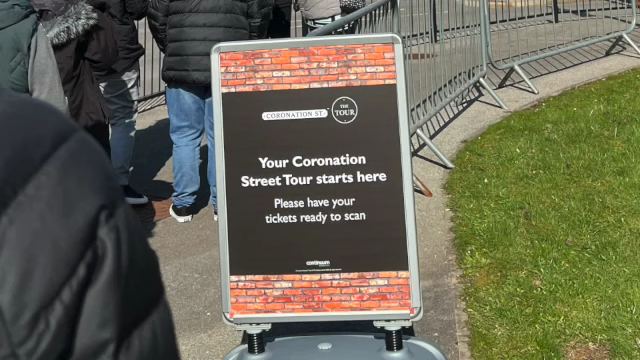 CORONATION ST.
THE
TOUR
Your Coronation
Street Tour starts here
Please have your
tickets ready to scan
continuum